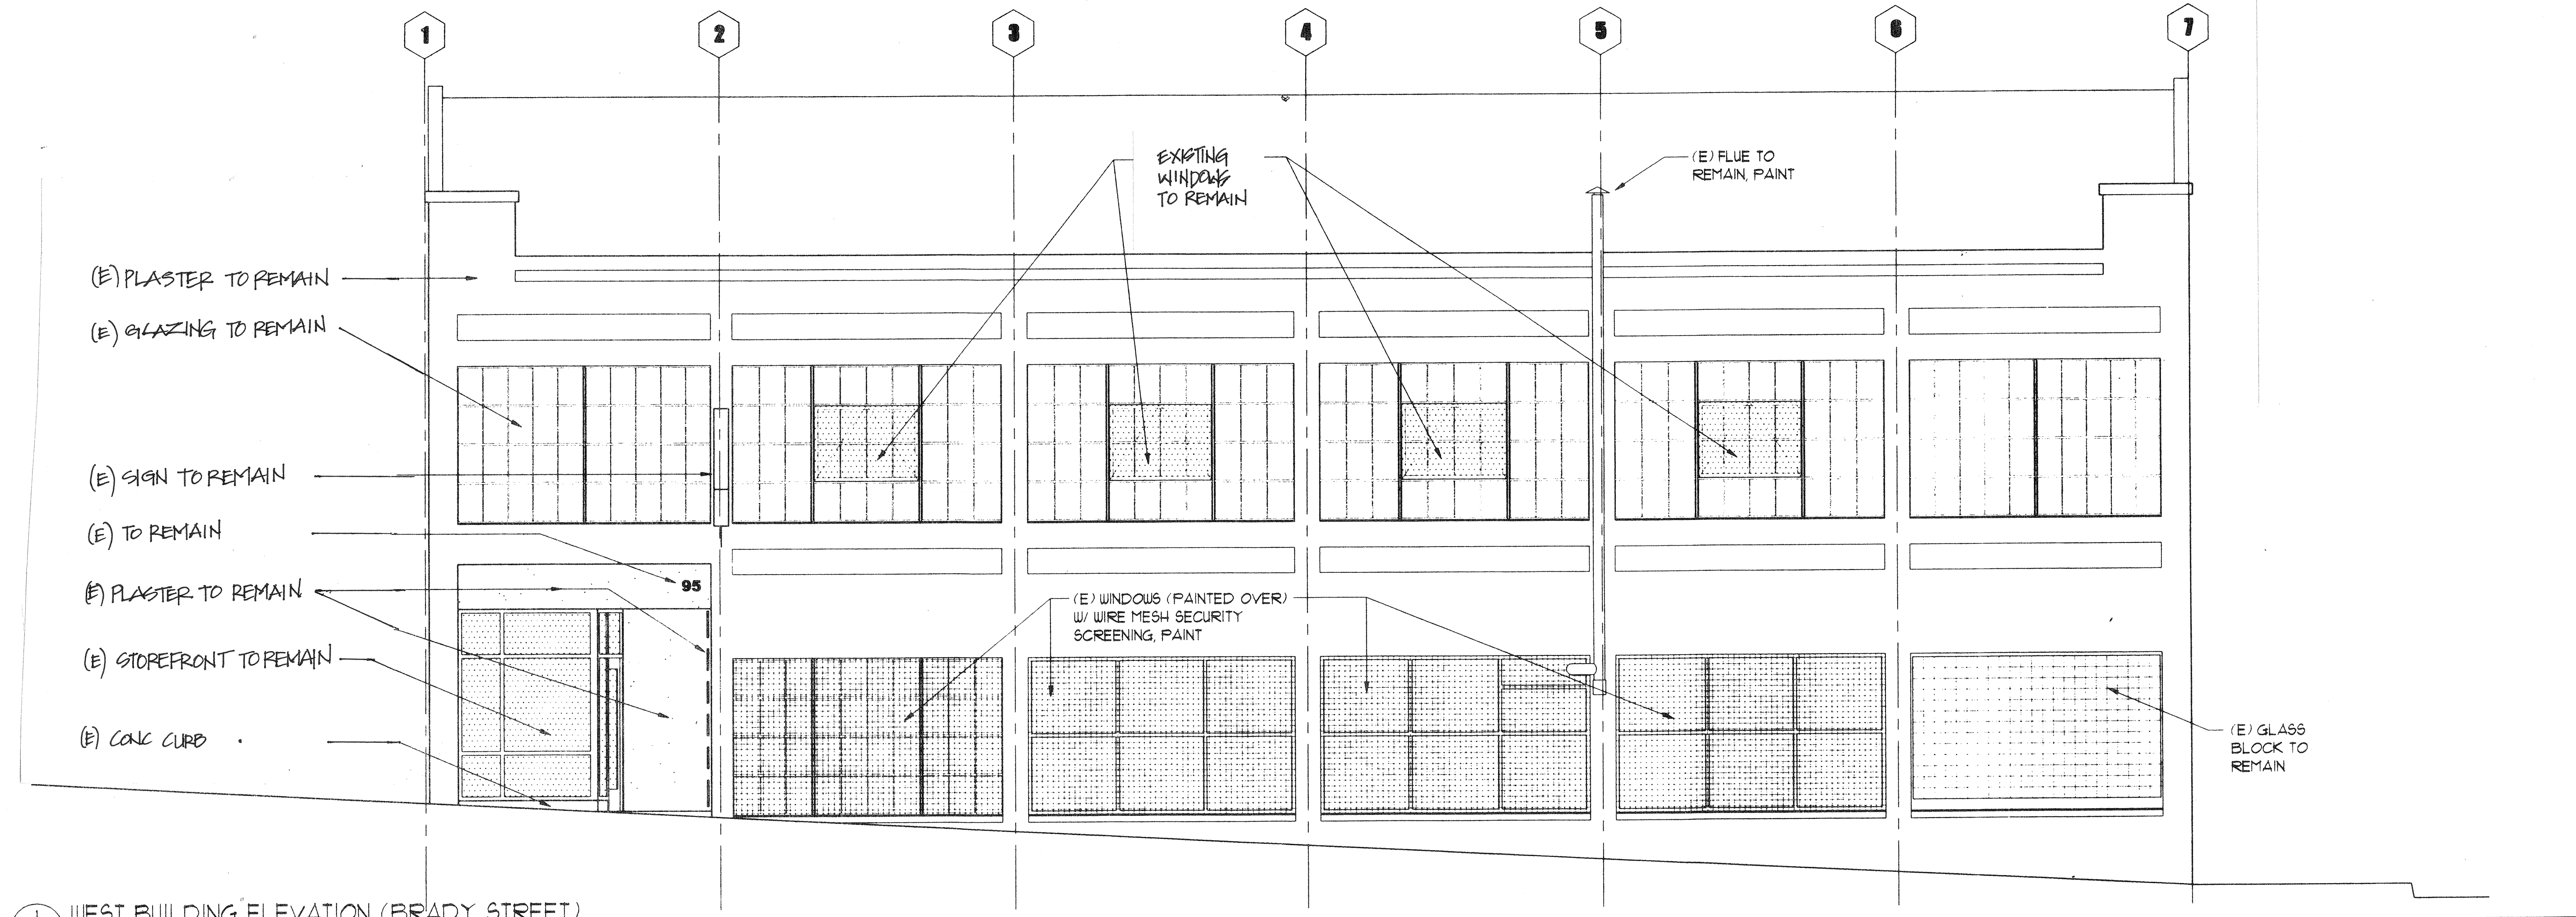 1 2 3 4 5 6 7
EXISTING
WINDOWS
TO REMAIN
(E) FLUE TO
REMAIN, PAINT
(E) PLASTER TO REMAIN
(E) GLAZING TO REMAIN
(E) SIGN TO REMAIN
(E) TO REMAIN
(E) PLASTER TO REMAIN
95
(E) WINDOWS (PAINTED OVER)
W/ WIRE MESH SECURITY
SCREENING, PAINT
(E) STOREFRONT TO REMAIN
(E) CONC CURB
(E) GLASS
BLOCK TO
REMAIN
1 WEST BUILDING ELEVATION (BRADY STREET)